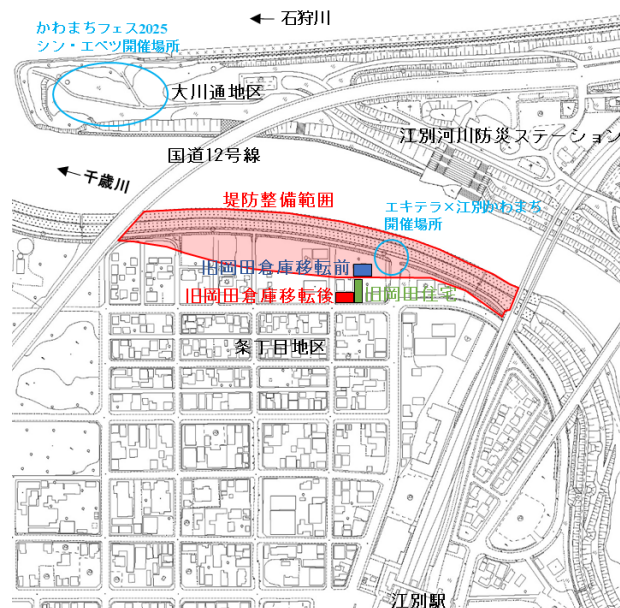 かわまちフェス2025
シン・エベツ開催場所
石狩川
大川通地区
江別河川防災ステーション
国道12号線
千歳川
堤防整備範囲
エキテラ×江別かわまち
開催場所
旧岡田倉庫移転前
旧岡田倉庫移転後
旧岡田住宅
条丁目地区
江別駅